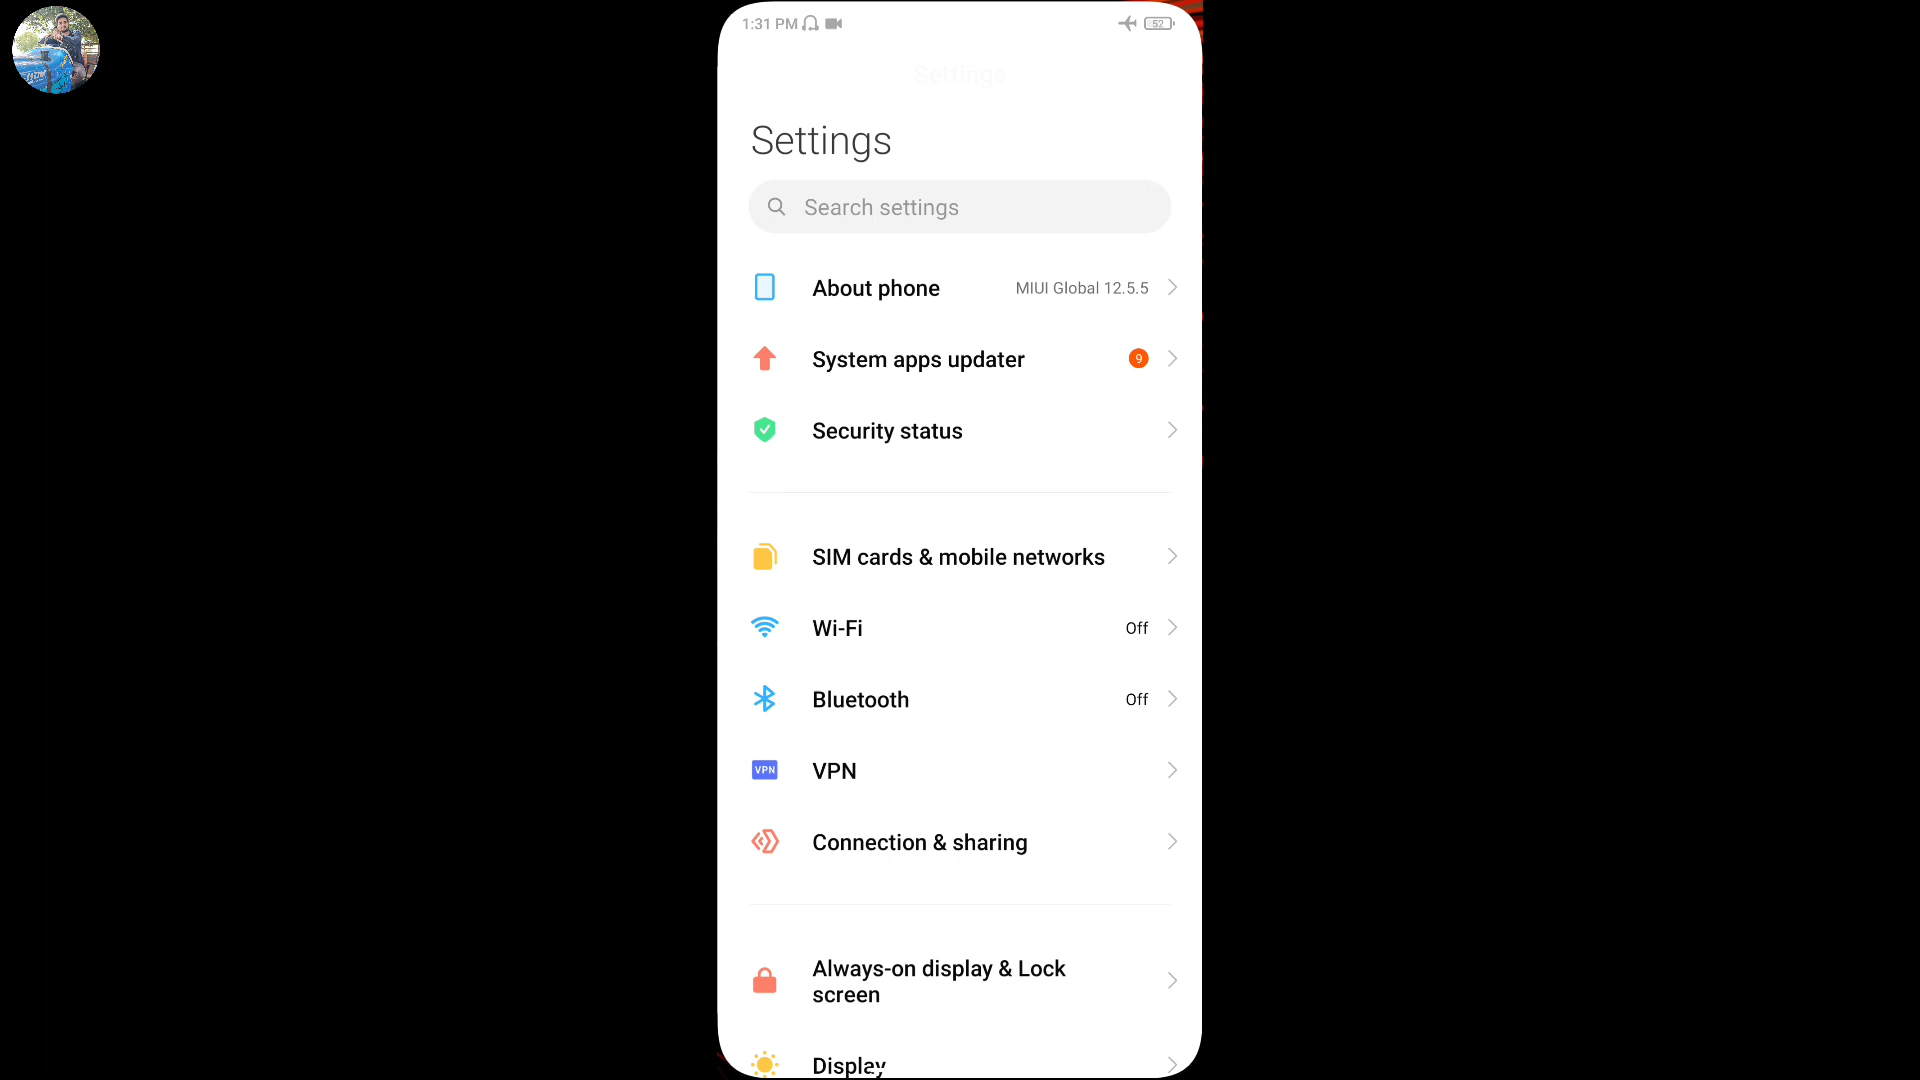 1:31 PM
52
Settings
Settings
Search settings
About phone
MIUI Global 12.5.5
System apps updater
9
Security status
SIM cards & mobile networks
Wi-Fi
Off
Bluetooth
Off
VPN
VPN
Connection & sharing
Always-on display & Lock
screen
Display